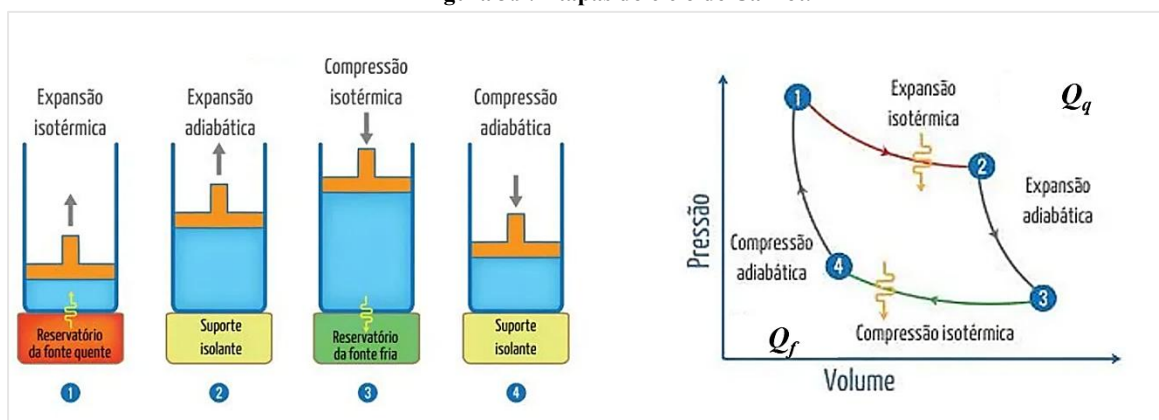 Expansão
isotérmica
Expansão
adiabática
Compressão
isotérmica
Compressão
adiabática
Reservatório
da fonte quente
Suporte
isolante
Reservatório
da fonte fria
Suporte
isolante
1
2
3
4
Pressão
Volume
1
Expansão
isotérmica
Q_q
2
Expansão
adiabática
Compressão
adiabática
4
3
Compressão isotérmica
Q_f